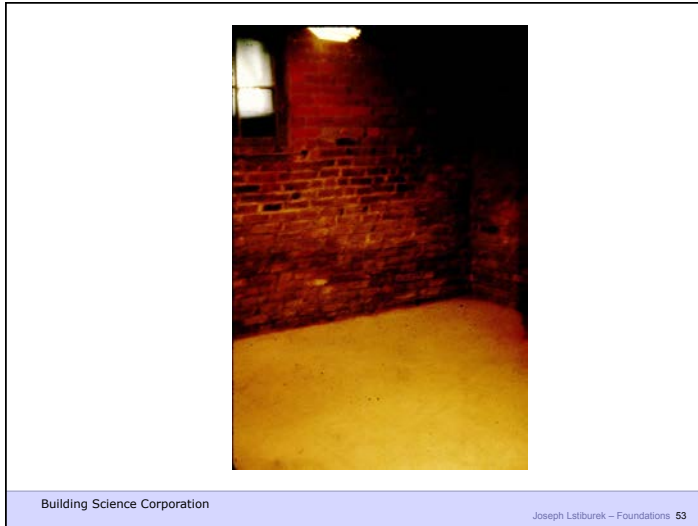 Building Science Corporation
Joseph Lstiburek – Foundations 53